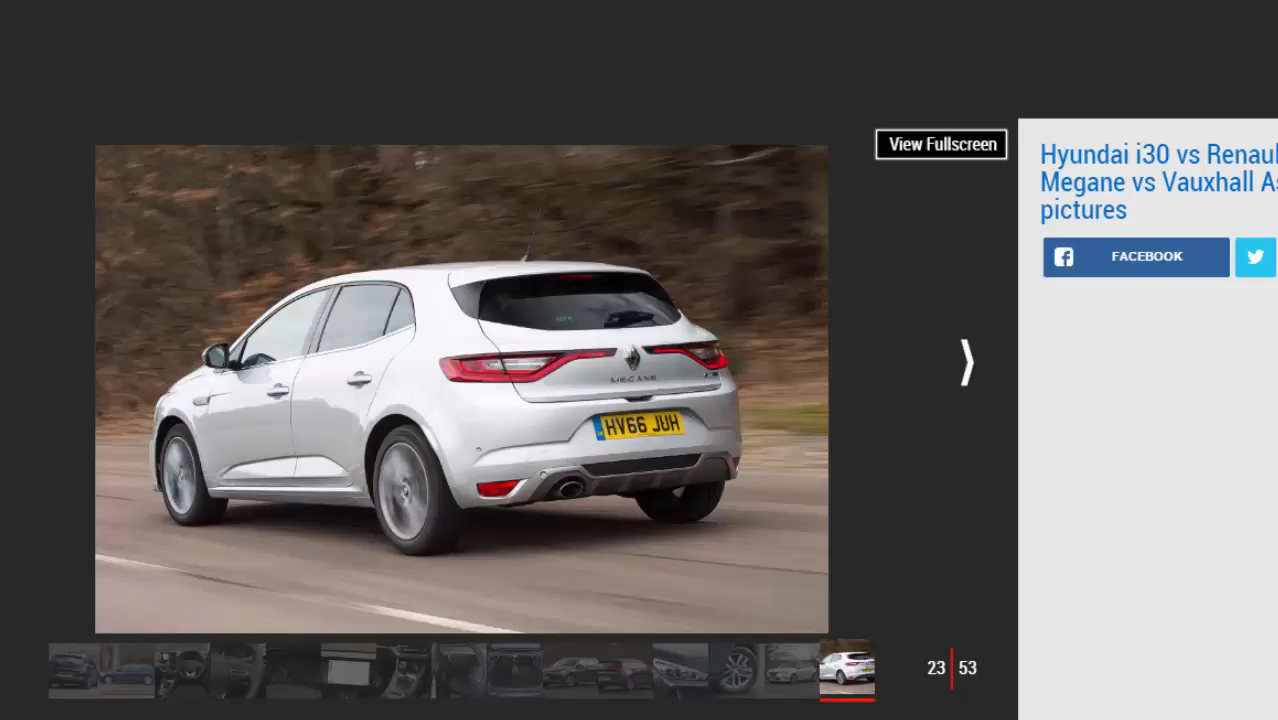 View Fullscreen
Hyundai i30 vs Renaul
Megane vs Vauxhall As
pictures
FACEBOOK
MEGANE
HV66 JUH
23 53